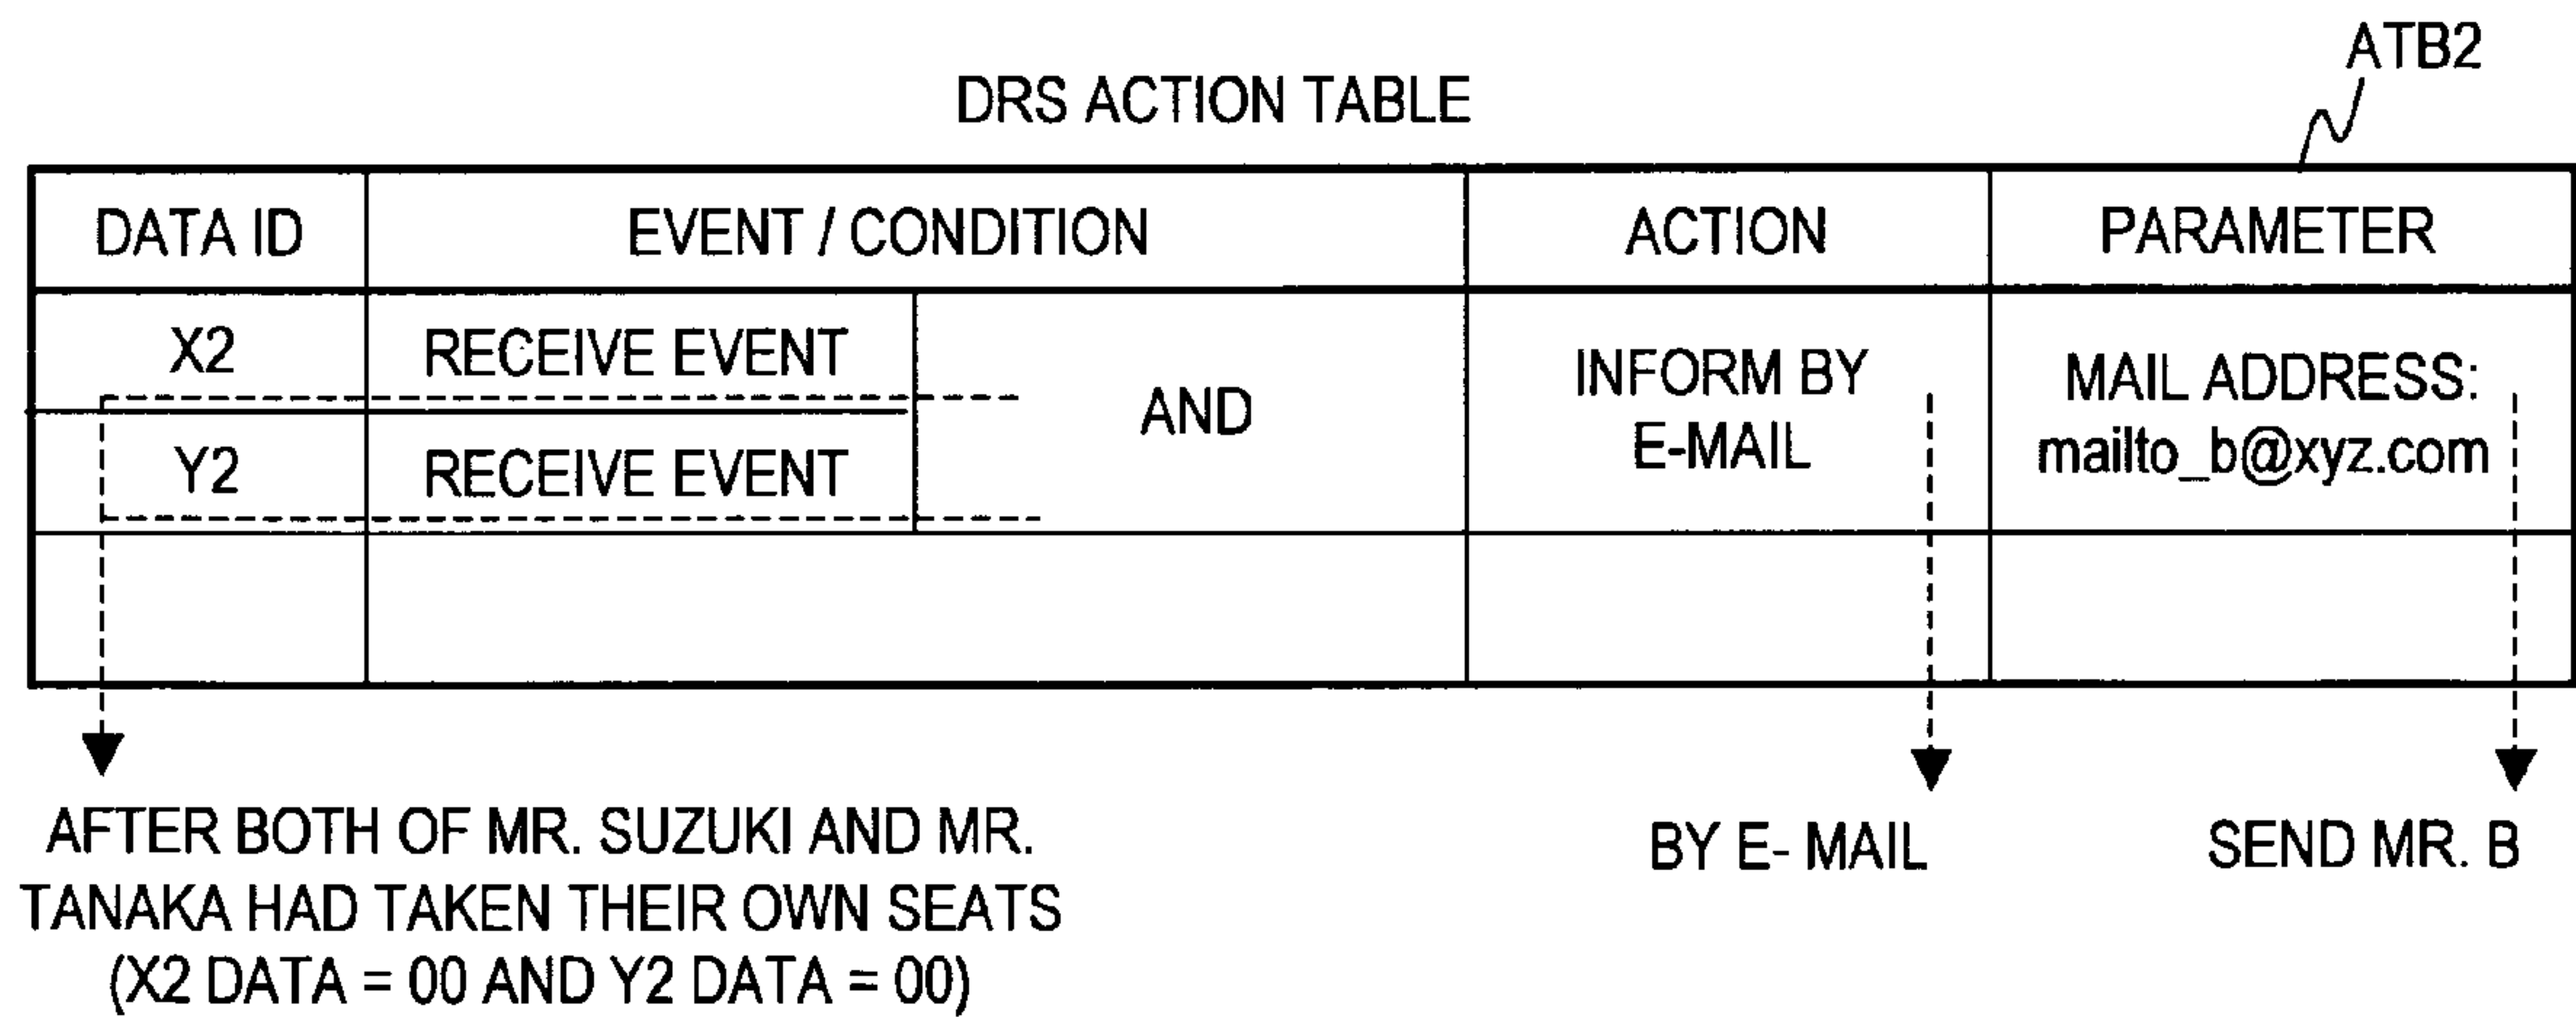 ATB2
DRS ACTION TABLE
DATA ID EVENT / CONDITION ACTION PARAMETER
X2 RECEIVE EVENT
Y2 RECEIVE EVENT
AND
INFORM BY
E-MAIL
MAIL ADDRESS:
mailto_b@xyz.com
AFTER BOTH OF MR. SUZUKI AND MR.
TANAKA HAD TAKEN THEIR OWN SEATS
(X2 DATA = 00 AND Y2 DATA = 00)
BY E- MAIL
SEND MR. B